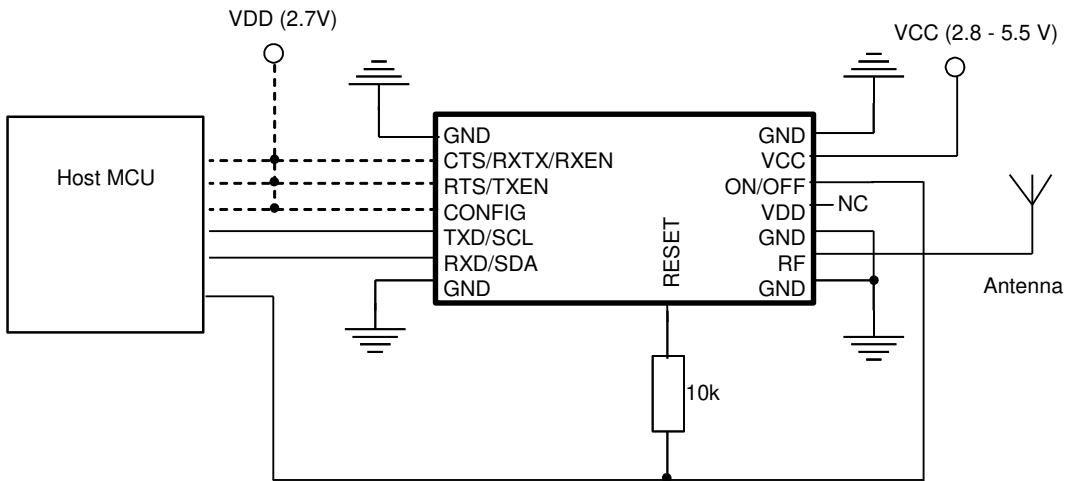 VDD (2.7V)
VCC (2.8 - 5.5 V)
Host MCU
GND
CTS/RXTX/RXEN
RTS/TXEN
CONFIG
TXD/SCL
RXD/SDA
GND
RESET
GND
VCC
ON/OFF
VDD
NC
GND
RF
GND
Antenna
10k